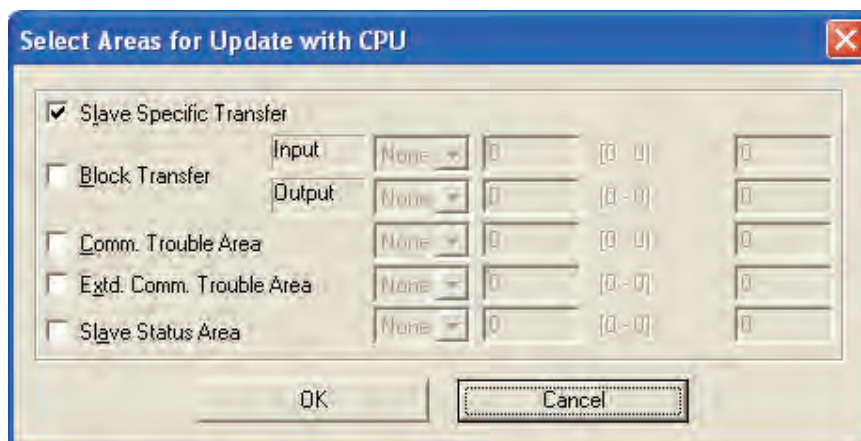 Select Areas for Update with CPU
Slave Specific Transfer
Input None 0 [0 - 0] 0
Block Transfer
Output None 0 [0 - 0] 0
Comm. Trouble Area None 0 [0 - 0] 0
Extd. Comm. Trouble Area None 0 [0 - 0] 0
Slave Status Area None 0 [0 - 0] 0
OK Cancel